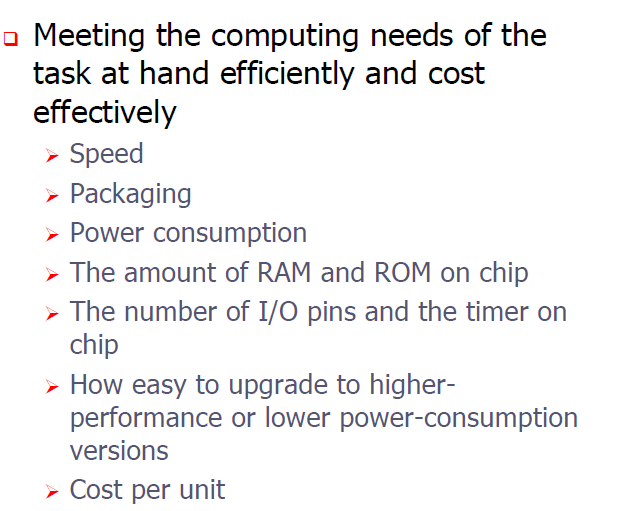 Meeting the computing needs of the
task at hand efficiently and cost
effectively
Speed
Packaging
Power consumption
The amount of RAM and ROM on chip
The number of I/O pins and the timer on
chip
How easy to upgrade to higher-
performance or lower power-consumption
versions
Cost per unit